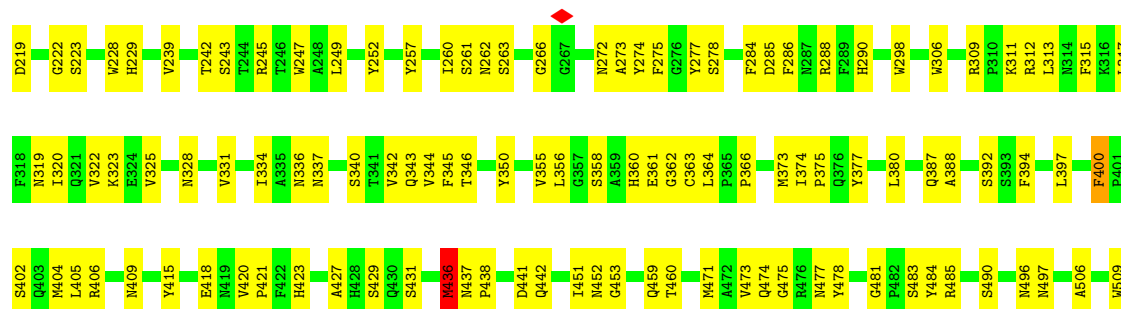 D219 G222 S223 W228 H229 V239 T242 S243 T244 R245 T246 W247 A248 L249 Y252 Y257 I260 S261 N262 S263 G266 G267 N272 A273 Y274 F275 G276 Y277 S278 F284 D285 F286 N287 R288 F289 H290 W298 W306 R309 P310 K311 R312 L313 N314 F315 K316
F318 N319 I320 Q321 V322 K323 E324 V325 N328 V331 I334 A335 N336 N337 S340 T341 V342 Q343 V344 F345 T346 Y350 V355 L356 G357 S358 A359 H360 E361 G362 C363 L364 P365 P366 M373 I374 P375 Q376 Y377 L380 Q387 A388 S392 S393 F394 L397 F400 P401
S402 Q403 M404 L405 R406 N409 Y415 E418 N419 V420 P421 F422 H423 A427 H428 S429 Q430 S431 M436 N437 P438 D441 Q442 I451 N452 G453 Q459 T460 M471 A472 V473 Q474 G475 R476 N477 Y478 G481 P482 S483 Y484 R485 S490 N496 N497 A506 W509